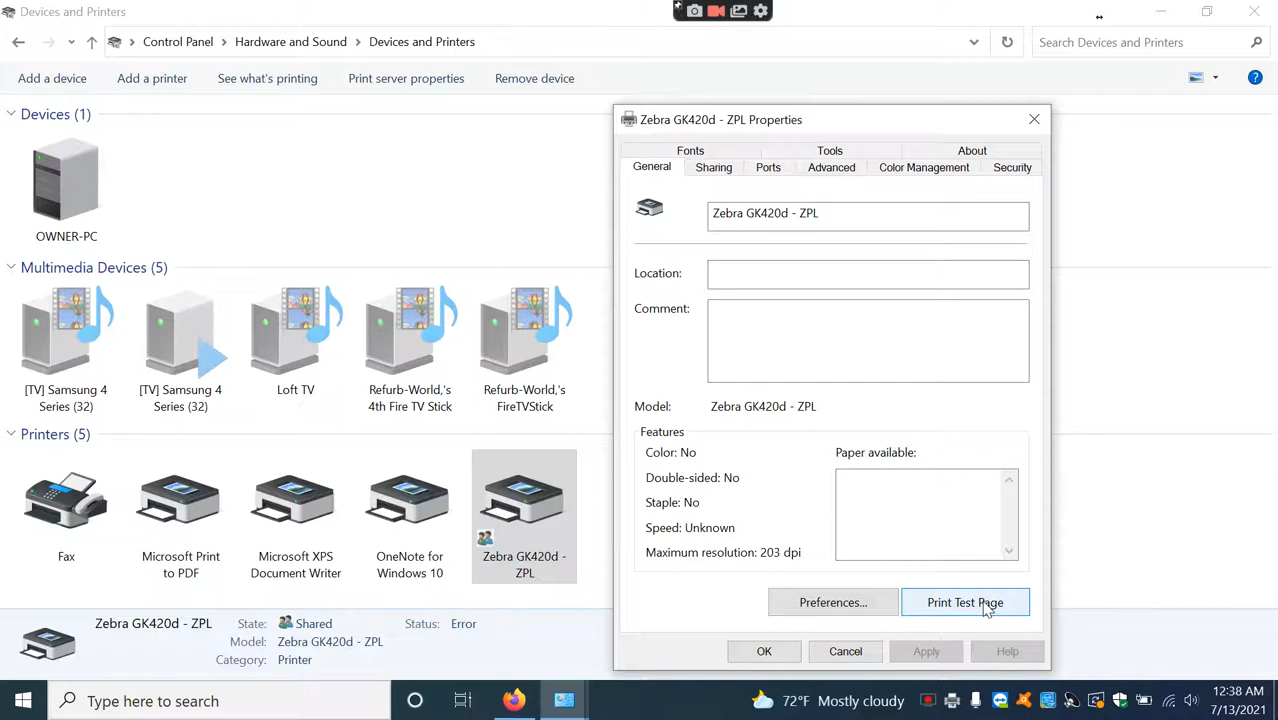 Devices and Printers
Control Panel > Hardware and Sound > Devices and Printers
Search Devices and Printers
Add a device Add a printer See what's printing Print server properties Remove device
Devices (1)
OWNER-PC
Multimedia Devices (5)
[TV] Samsung 4 Series (32)
[TV] Samsung 4 Series (32)
Loft TV
Refurb-World,'s 4th Fire TV Stick
Refurb-World,'s FireTVStick
Printers (5)
Fax
Microsoft Print to PDF
Microsoft XPS Document Writer
OneNote for Windows 10
Zebra GK420d - ZPL
Zebra GK420d - ZPL State: Shared Status: Error
Model: Zebra GK420d - ZPL
Category: Printer
Zebra GK420d - ZPL Properties
Fonts Tools About
General Sharing Ports Advanced Color Management Security
Zebra GK420d - ZPL
Location:
Comment:
Model: Zebra GK420d - ZPL
Features
Color: No
Double-sided: No
Staple: No
Speed: Unknown
Maximum resolution: 203 dpi
Paper available:
Preferences... Print Test Page
OK Cancel Apply Help
Type here to search
72°F Mostly cloudy
12:38 AM
7/13/2021